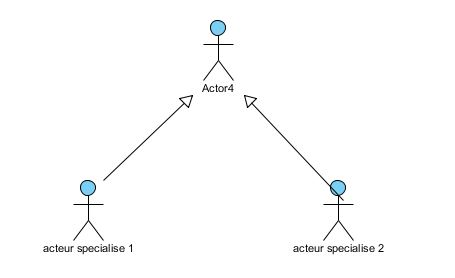 Actor4
acteur specialise 1
acteur specialise 2